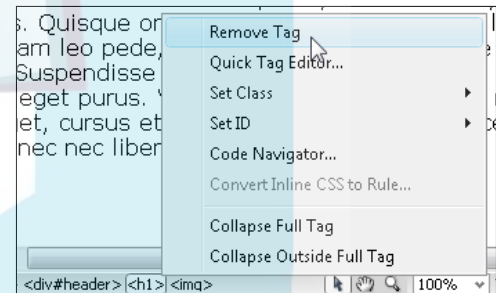 s. Quisque or
am leo pede,
Suspendisse
eget purus.
et, cursus et
nec nec liber
Remove Tag
Quick Tag Editor...
Set Class
Set ID
Code Navigator...
Convert Inline CSS to Rule...
Collapse Full Tag
Collapse Outside Full Tag
<div#header> <h1> <img>
100%